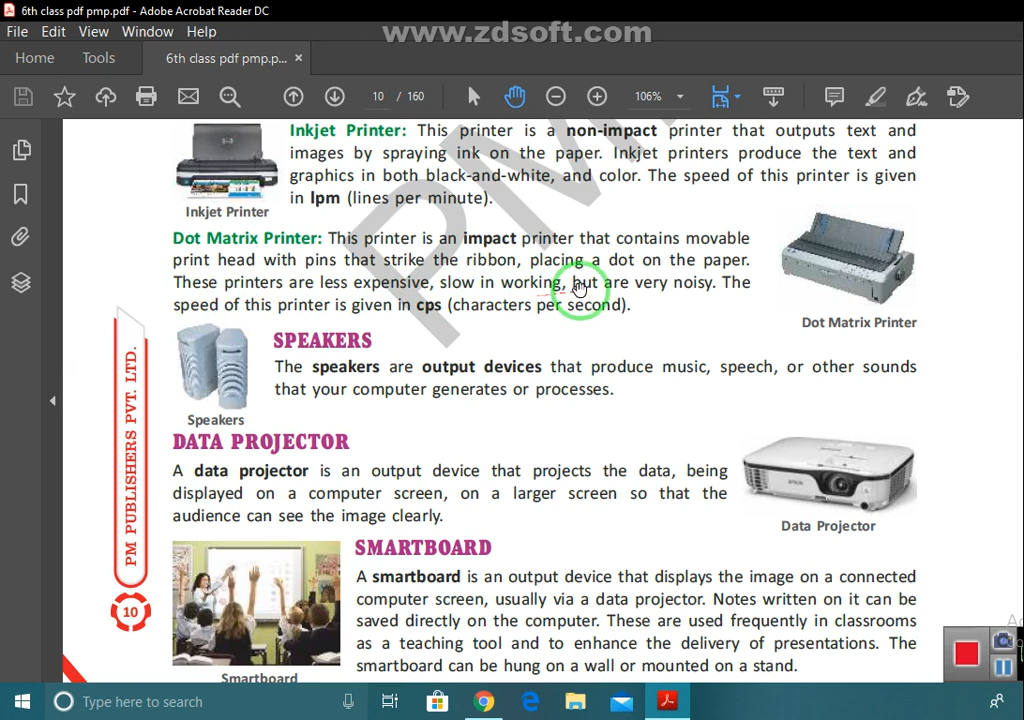 6th class pdf pmp.pdf - Adobe Acrobat Reader DC
File Edit View Window Help
www.zdsoft.com
Home Tools 6th class pdf pmp.p... ×
10 / 160 106%
Inkjet Printer: This printer is a non-impact printer that outputs text and
images by spraying ink on the paper. Inkjet printers produce the text and
graphics in both black-and-white, and color. The speed of this printer is given
in lpm (lines per minute).
Inkjet Printer
Dot Matrix Printer: This printer is an impact printer that contains movable
print head with pins that strike the ribbon, placing a dot on the paper.
These printers are less expensive, slow in working, but are very noisy. The
speed of this printer is given in cps (characters per second).
Dot Matrix Printer
SPEAKERS
The speakers are output devices that produce music, speech, or other sounds
that your computer generates or processes.
Speakers
DATA PROJECTOR
A data projector is an output device that projects the data, being
displayed on a computer screen, on a larger screen so that the
audience can see the image clearly.
EPSON
Data Projector
SMARTBOARD
A smartboard is an output device that displays the image on a connected
computer screen, usually via a data projector. Notes written on it can be
saved directly on the computer. These are used frequently in classrooms
as a teaching tool and to enhance the delivery of presentations. The
smartboard can be hung on a wall or mounted on a stand.
Smartboard
PM PUBLISHERS PVT. LTD.
10
PM
Type here to search